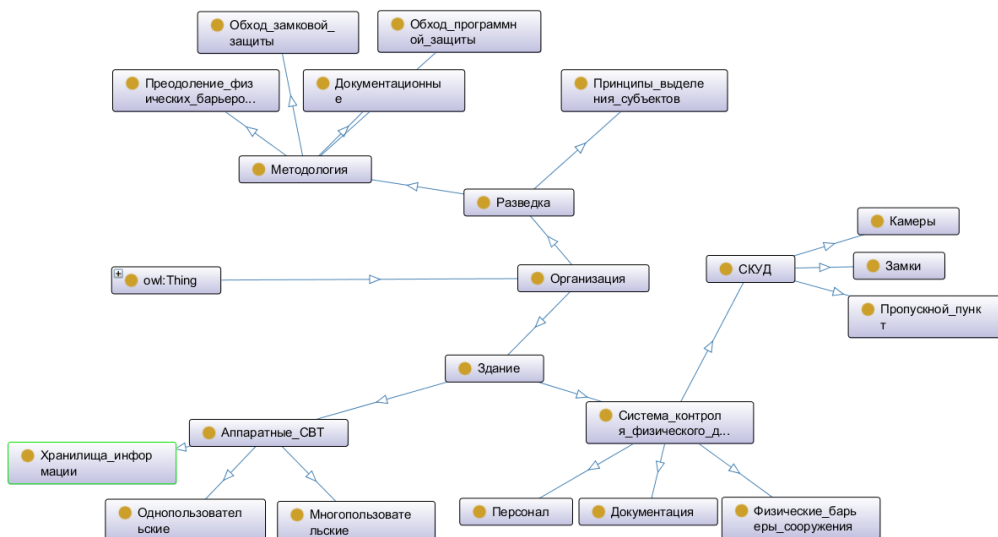 Обход_замковой_
защиты
Обход_программн
ой_защиты
Преодоление_физ
ических_барьеро...
Документационны
е
Принципы_выделе
ния_субъектов
Методология
Разведка
Камеры
СКУД
Замки
owl:Thing
Организация
Пропускной_пунк
т
Здание
Система_контрол
я_физического_д...
Аппаратные_СВТ
Хранилища_инфор
мации
Однопользовател
ьские
Многопользовате
льские
Персонал
Документация
Физические_барь
еры_сооружения